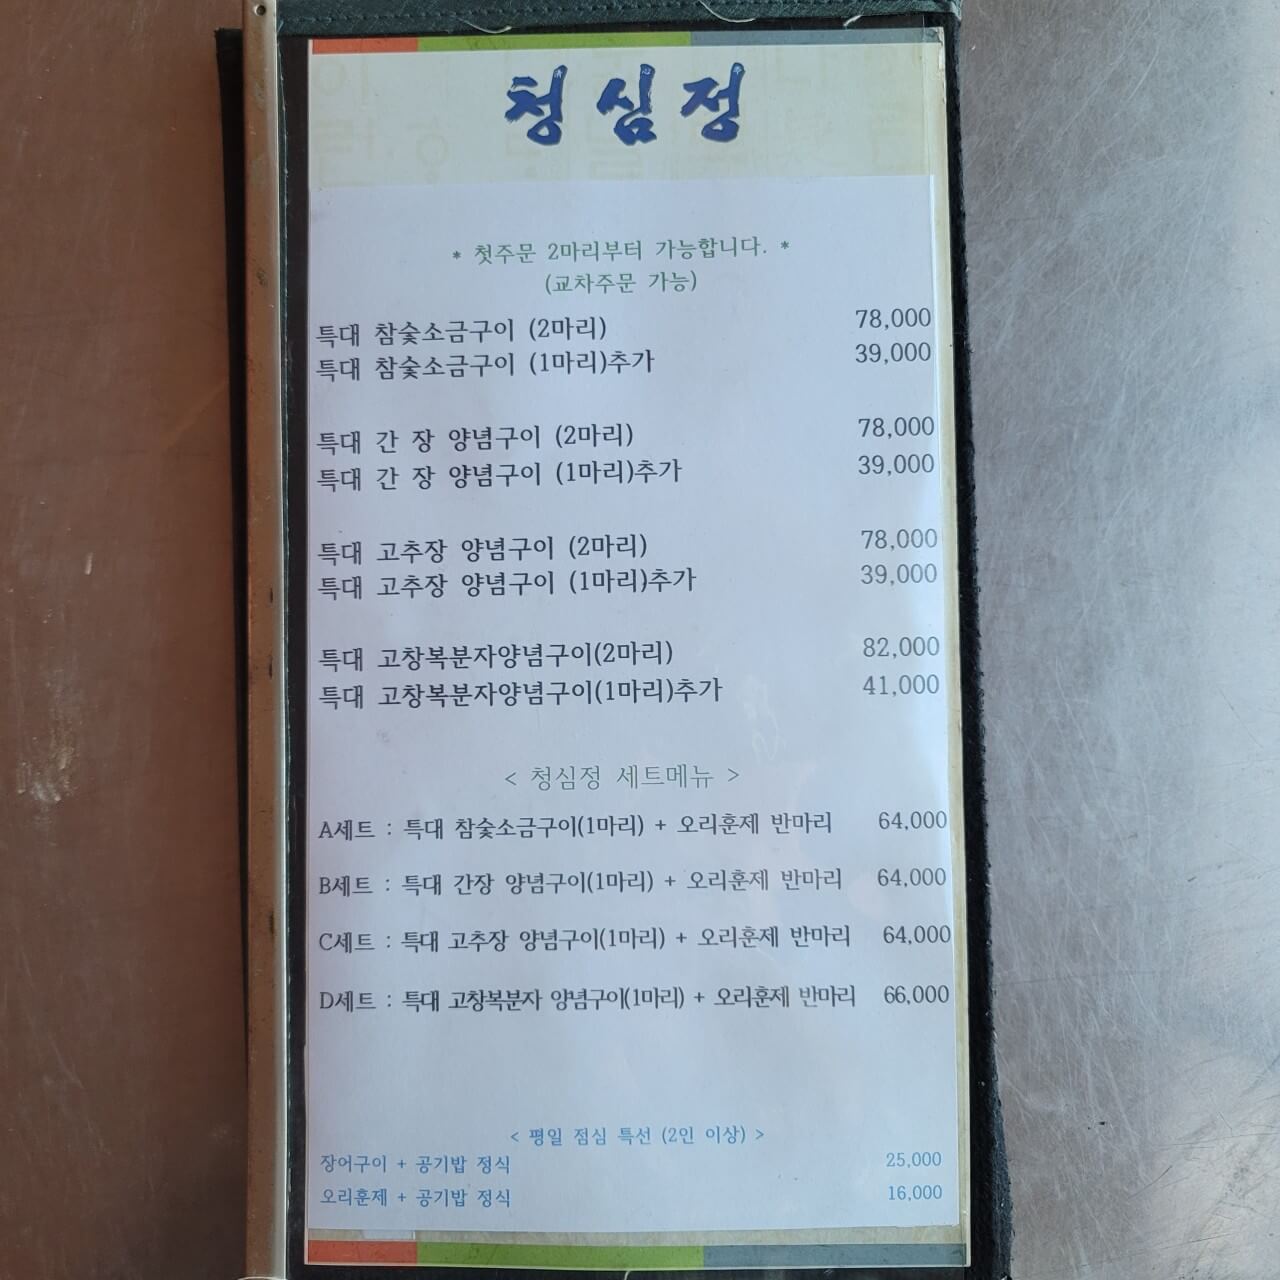 청심정
* 첫주문 2마리부터 가능합니다. *
(교차주문 가능)
특대 참숯소금구이 (2마리) 78,000
특대 참숯소금구이 (1마리)추가 39,000
특대 간 장 양념구이 (2마리) 78,000
특대 간 장 양념구이 (1마리)추가 39,000
특대 고추장 양념구이 (2마리) 78,000
특대 고추장 양념구이 (1마리)추가 39,000
특대 고창복분자양념구이(2마리) 82,000
특대 고창복분자양념구이(1마리)추가 41,000
< 청심정 세트메뉴 >
A세트 : 특대 참숯소금구이(1마리) + 오리훈제 반마리 64,000
B세트 : 특대 간장 양념구이(1마리) + 오리훈제 반마리 64,000
C세트 : 특대 고추장 양념구이(1마리) + 오리훈제 반마리 64,000
D세트 : 특대 고창복분자 양념구이(1마리) + 오리훈제 반마리 66,000
< 평일 점심 특선 (2인 이상) >
장어구이 + 공기밥 정식 25,000
오리훈제 + 공기밥 정식 16,000